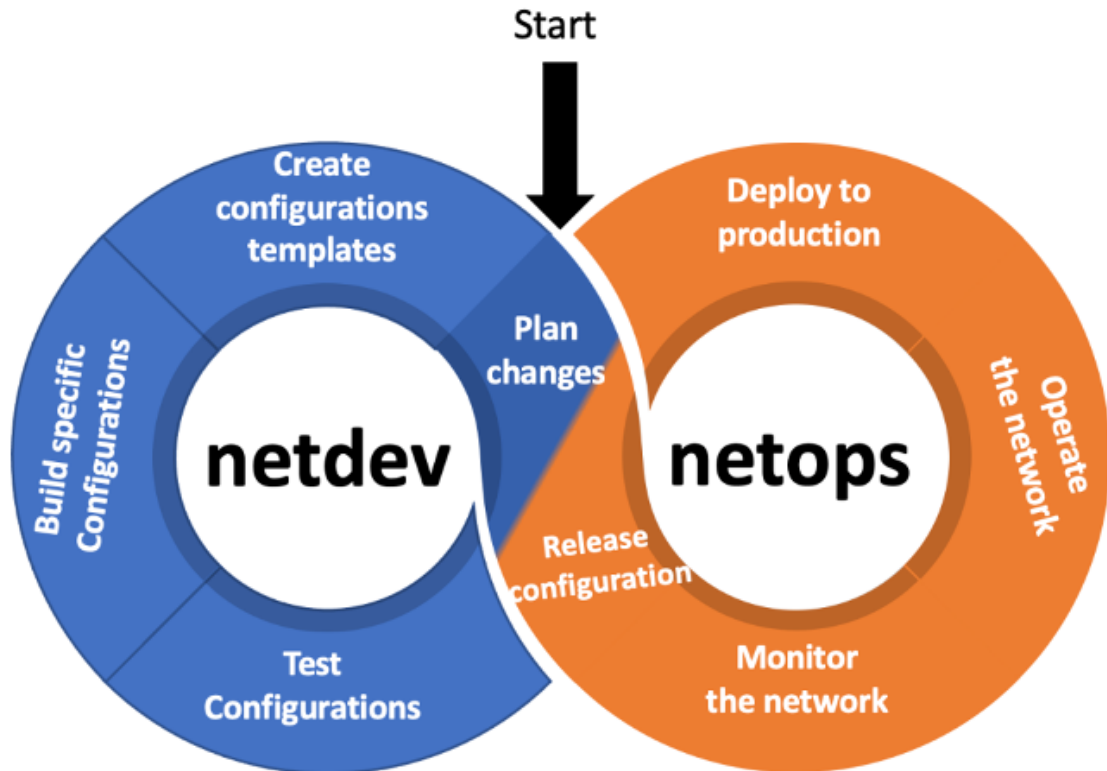 Start
Create
configurations
templates
Deploy to
production
Plan
changes
Build specific
Configurations
netdev
netops
Operate
the network
Release
configuration
Test
Configurations
Monitor
the network